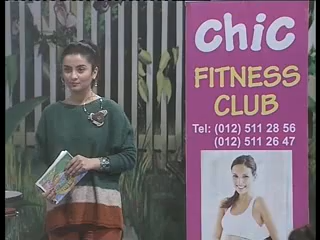 chic
FITNESS
CLUB
Tel: (012) 511 28 56
(012) 511 26 47